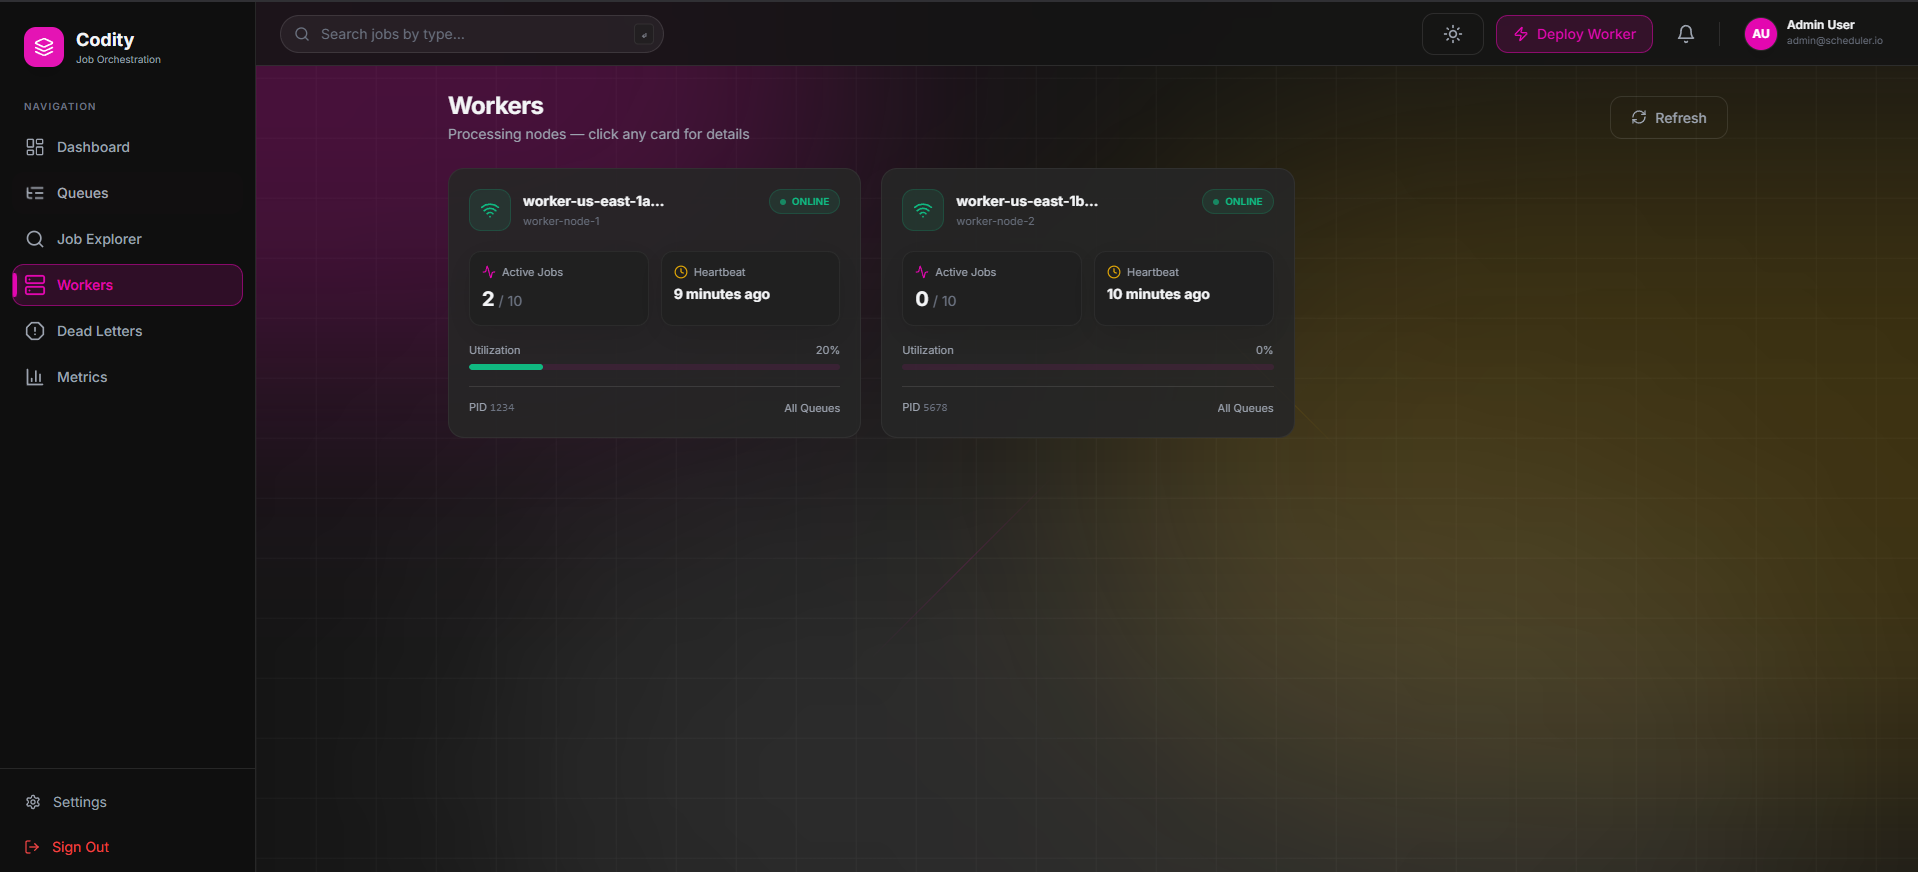 Codity
Job Orchestration
NAVIGATION
Dashboard
Queues
Job Explorer
Workers
Dead Letters
Metrics
Settings
Sign Out
Search jobs by type...
Deploy Worker
AU
Admin User
admin@scheduler.io
Workers
Processing nodes — click any card for details
Refresh
worker-us-east-1a...
ONLINE
worker-node-1
Active Jobs
2 / 10
Heartbeat
9 minutes ago
Utilization
20%
PID 1234
All Queues
worker-us-east-1b...
ONLINE
worker-node-2
Active Jobs
0 / 10
Heartbeat
10 minutes ago
Utilization
0%
PID 5678
All Queues